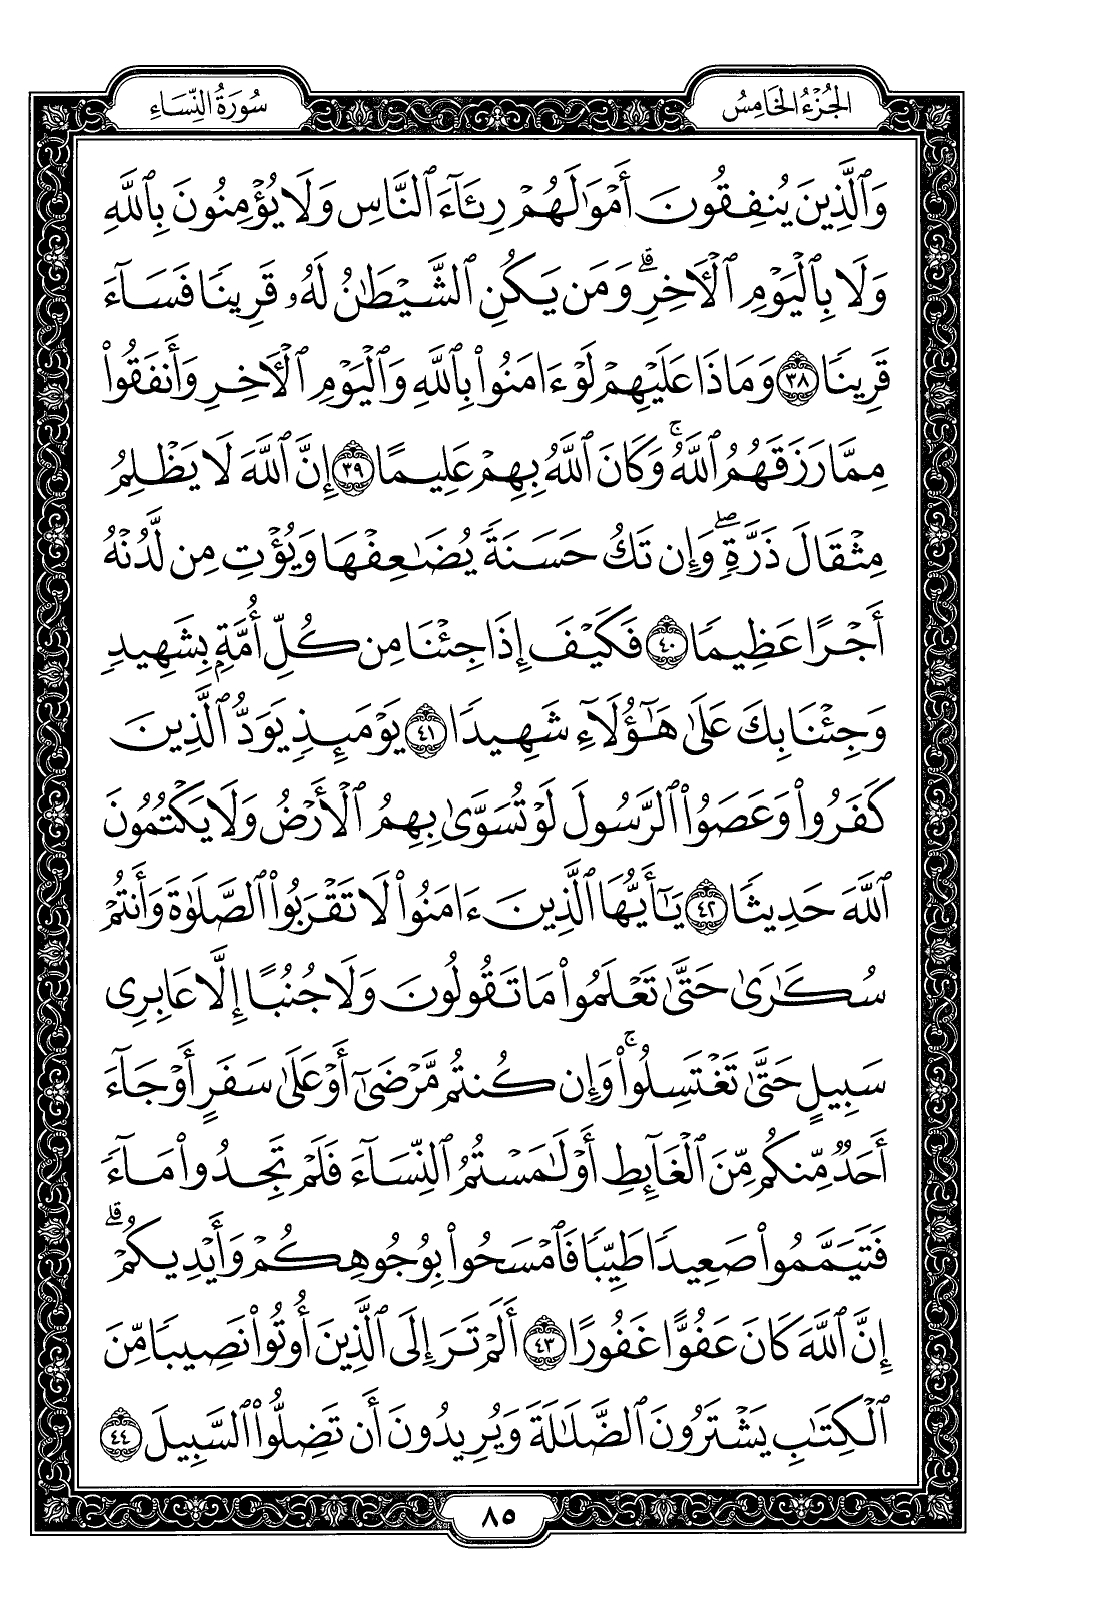 الجُزْءُ الخَامِسُ
سُورَةُ النِّسَاءِ
وَٱلَّذِينَ يُنفِقُونَ أَمْوَٰلَهُمْ رِئَآءَ ٱلنَّاسِ وَلَا يُؤْمِنُونَ بِٱللَّهِ
وَلَا بِٱلْيَوْمِ ٱلْـَٔاخِرِ ۗ وَمَن يَكُنِ ٱلشَّيْطَٰنُ لَهُۥ قَرِينًا فَسَآءَ
قَرِينًا ٣٨ وَمَاذَا عَلَيْهِمْ لَوْ ءَامَنُوا۟ بِٱللَّهِ وَٱلْيَوْمِ ٱلْـَٔاخِرِ وَأَنفَقُوا۟
مِمَّا رَزَقَهُمُ ٱللَّهُ ۚ وَكَانَ ٱللَّهُ بِهِمْ عَلِيمًا ٣٩ إِنَّ ٱللَّهَ لَا يَظْلِمُ
مِثْقَالَ ذَرَّةٍ ۖ وَإِن تَكُ حَسَنَةً يُضَٰعِفْهَا وَيُؤْتِ مِن لَّدُنْهُ
أَجْرًا عَظِيمًا ٤٠ فَكَيْفَ إِذَا جِئْنَا مِن كُلِّ أُمَّةٍۭ بِشَهِيدٍ
وَجِئْنَا بِكَ عَلَىٰ هَٰٓؤُلَآءِ شَهِيدًا ٤١ يَوْمَئِذٍ يَوَدُّ ٱلَّذِينَ
كَفَرُوا۟ وَعَصَوُا۟ ٱلرَّسُولَ لَوْ تُسَوَّىٰ بِهِمُ ٱلْأَرْضُ وَلَا يَكْتُمُونَ
ٱللَّهَ حَدِيثًا ٤٢ يَٰٓأَيُّهَا ٱلَّذِينَ ءَامَنُوا۟ لَا تَقْرَبُوا۟ ٱلصَّلَوٰةَ وَأَنتُمْ
سُكَٰرَىٰ حَتَّىٰ تَعْلَمُوا۟ مَا تَقُولُونَ وَلَا جُنُبًا إِلَّا عَابِرِى
سَبِيلٍ حَتَّىٰ تَغْتَسِلُوا۟ ۚ وَإِن كُنتُم مَّرْضَىٰٓ أَوْ عَلَىٰ سَفَرٍ أَوْ جَآءَ
أَحَدٌ مِّنكُم مِّنَ ٱلْغَآئِطِ أَوْ لَٰمَسْتُمُ ٱلنِّسَآءَ فَلَمْ تَجِدُوا۟ مَآءً
فَتَيَمَّمُوا۟ صَعِيدًا طَيِّبًا فَٱمْسَحُوا۟ بِوُجُوهِكُمْ وَأَيْدِيكُمْ ۗ
إِنَّ ٱللَّهَ كَانَ عَفُوًّا غَفُورًا ٤٣ أَلَمْ تَرَ إِلَى ٱلَّذِينَ أُوتُوا۟ نَصِيبًا مِّنَ
ٱلْكِتَٰبِ يَشْتَرُونَ ٱلضَّلَٰلَةَ وَيُرِيدُونَ أَن تَضِلُّوا۟ ٱلسَّبِيلَ ٤٤
٨٥